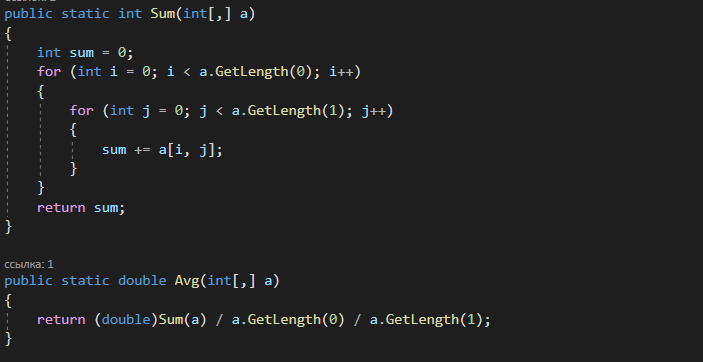 public static int Sum(int[,] a)
{
int sum = 0;
for (int i = 0; i < a.GetLength(0); i++)
{
for (int j = 0; j < a.GetLength(1); j++)
{
sum += a[i, j];
}
}
return sum;
}
ссылка: 1
public static double Avg(int[,] a)
{
return (double)Sum(a) / a.GetLength(0) / a.GetLength(1);
}